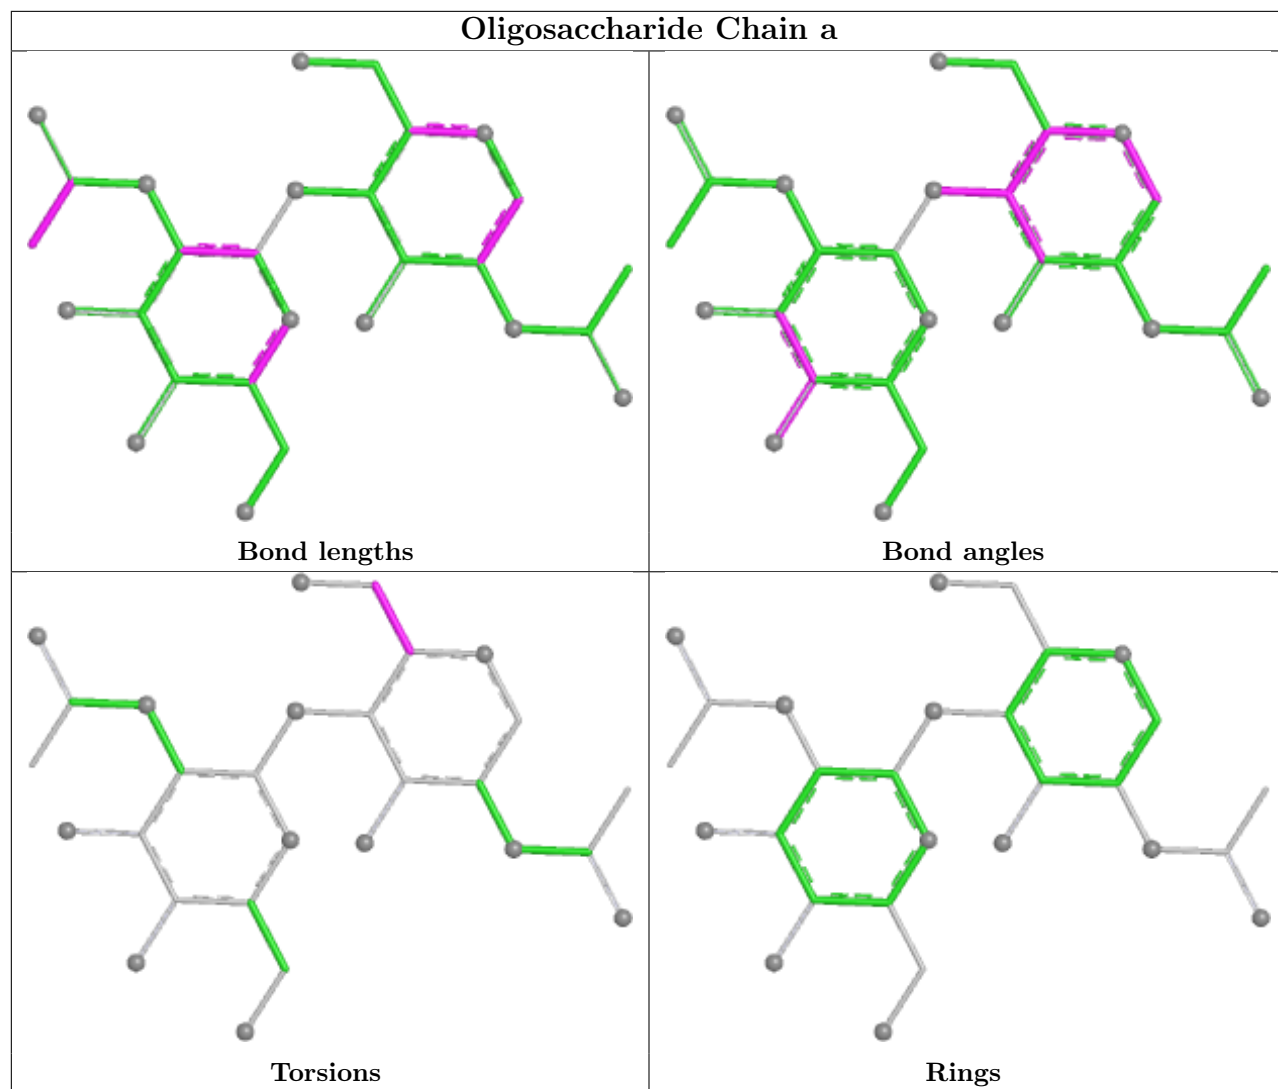 Oligosaccharide Chain a
Bond lengths
Bond angles
Torsions
Rings